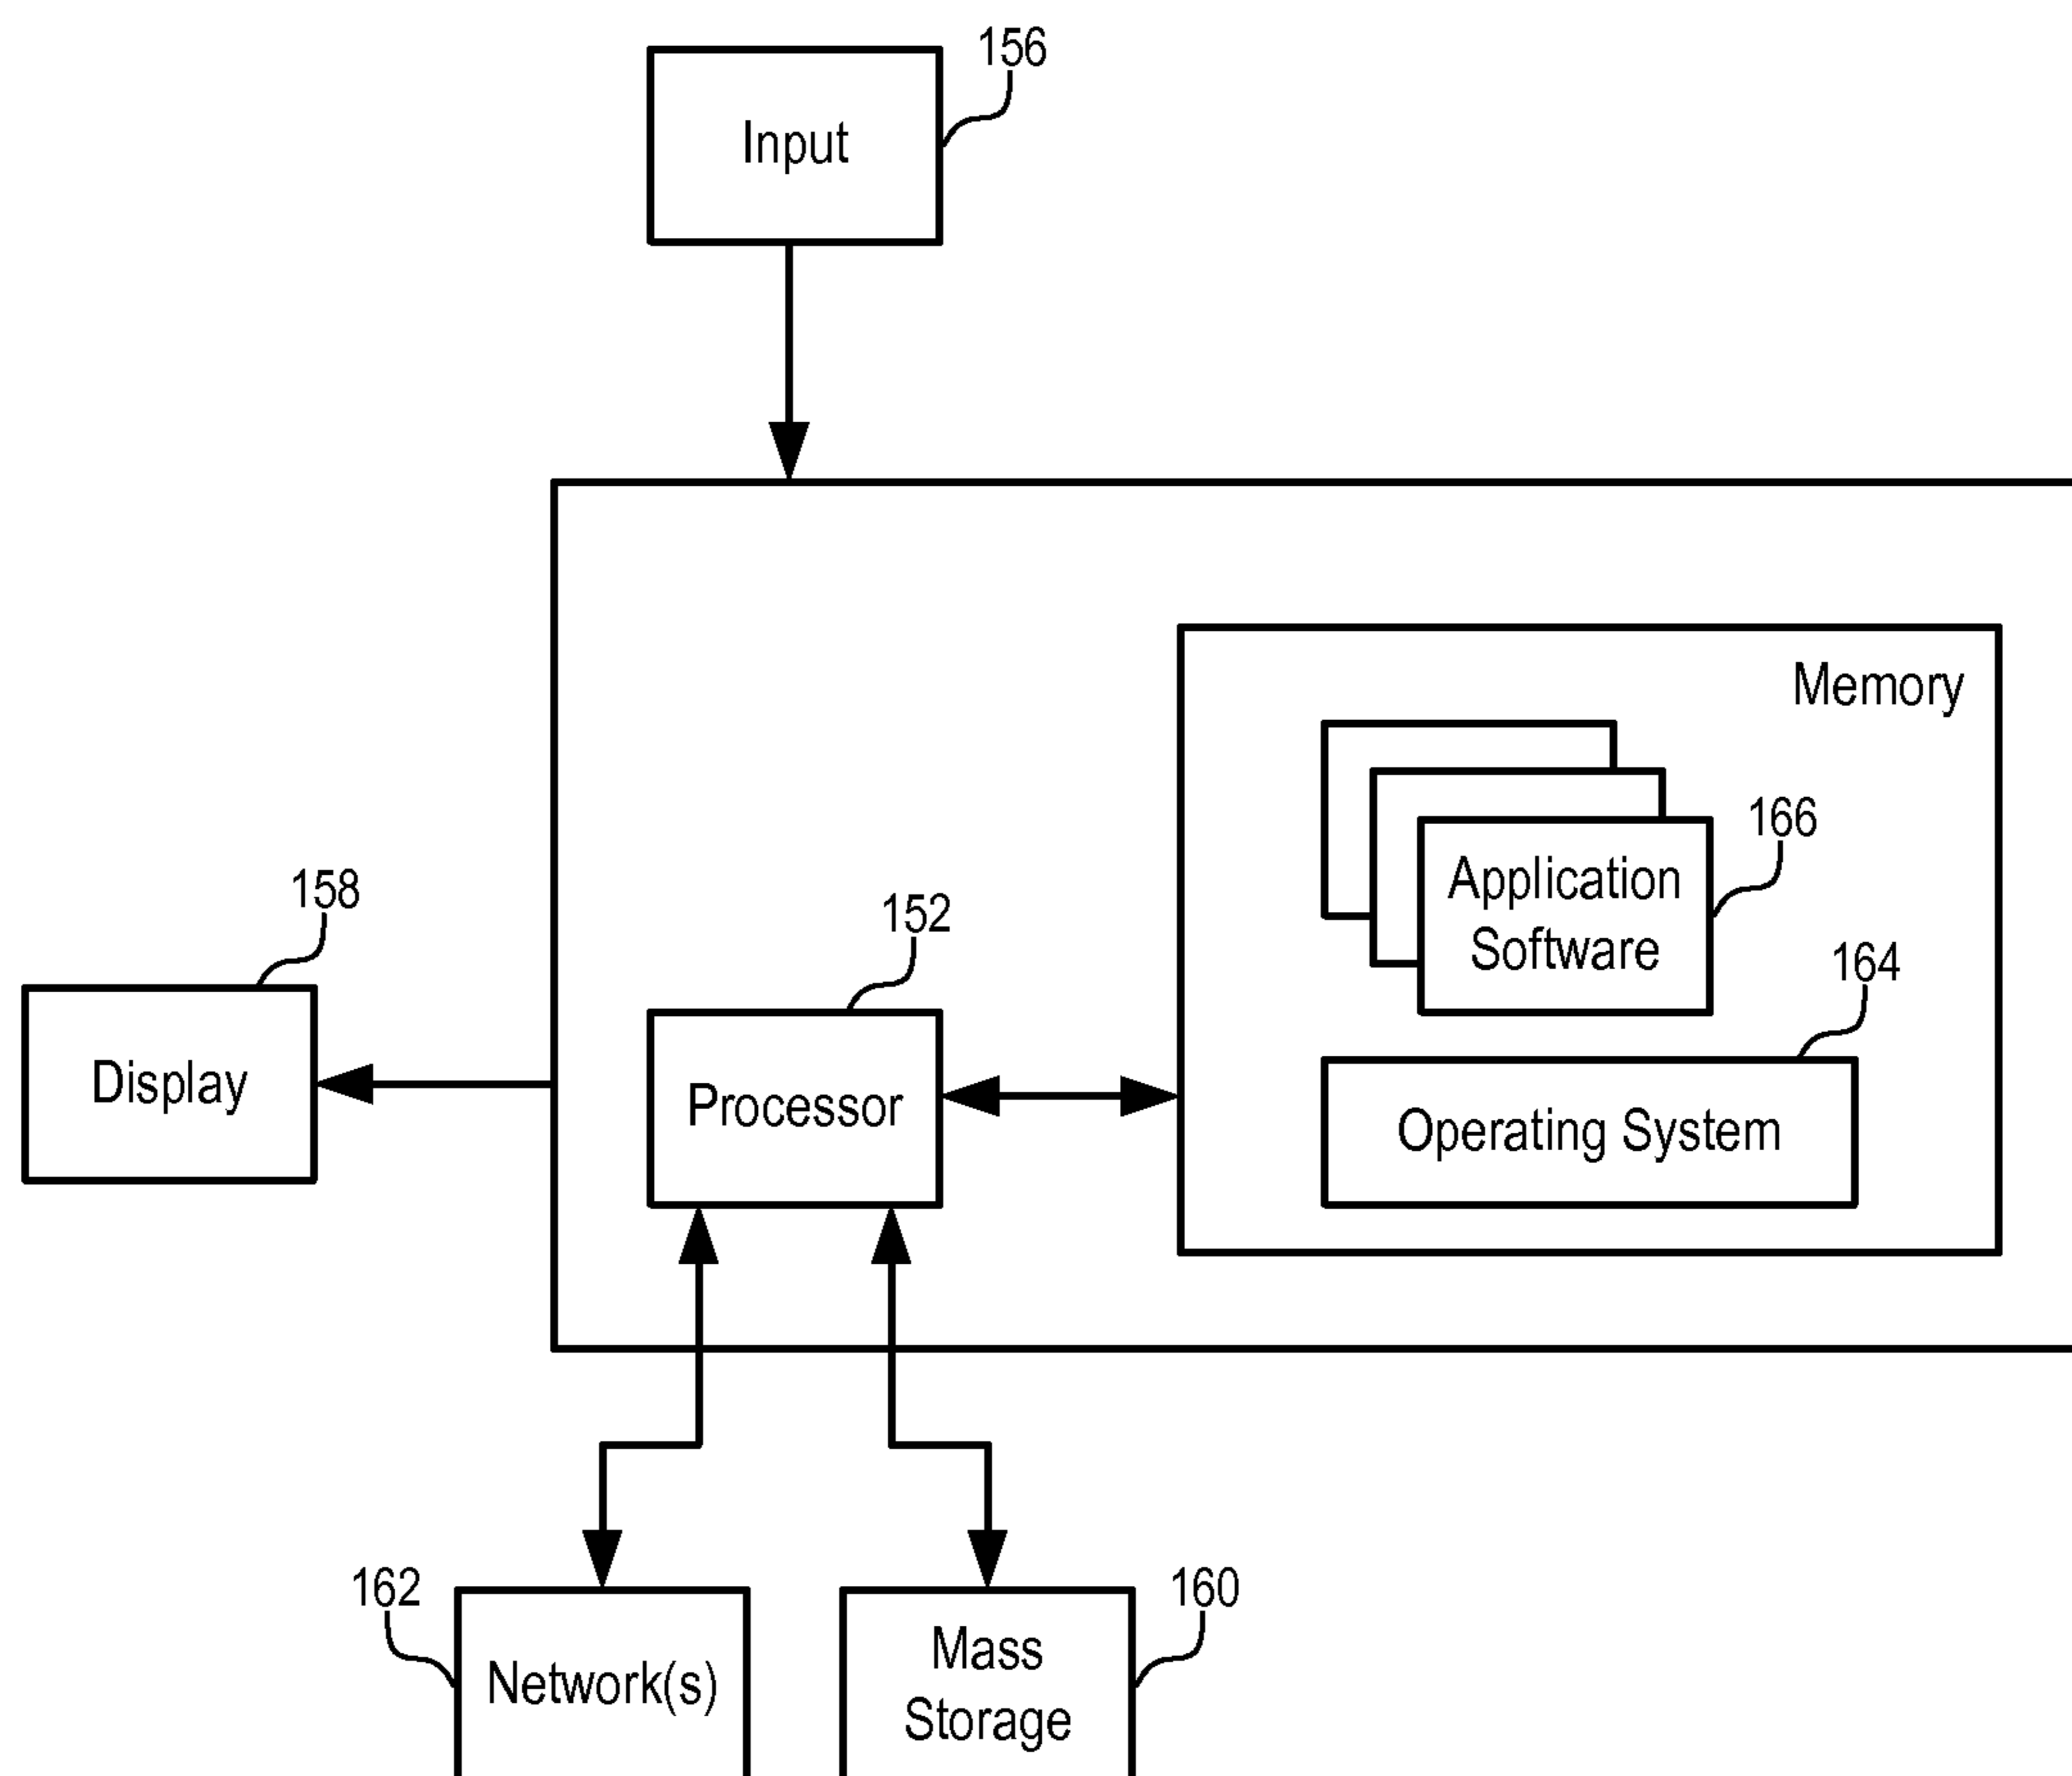 156
Input
Memory
166
Application
Software
158
152
164
Display
Processor
Operating System
162
160
Network(s)
Mass
Storage